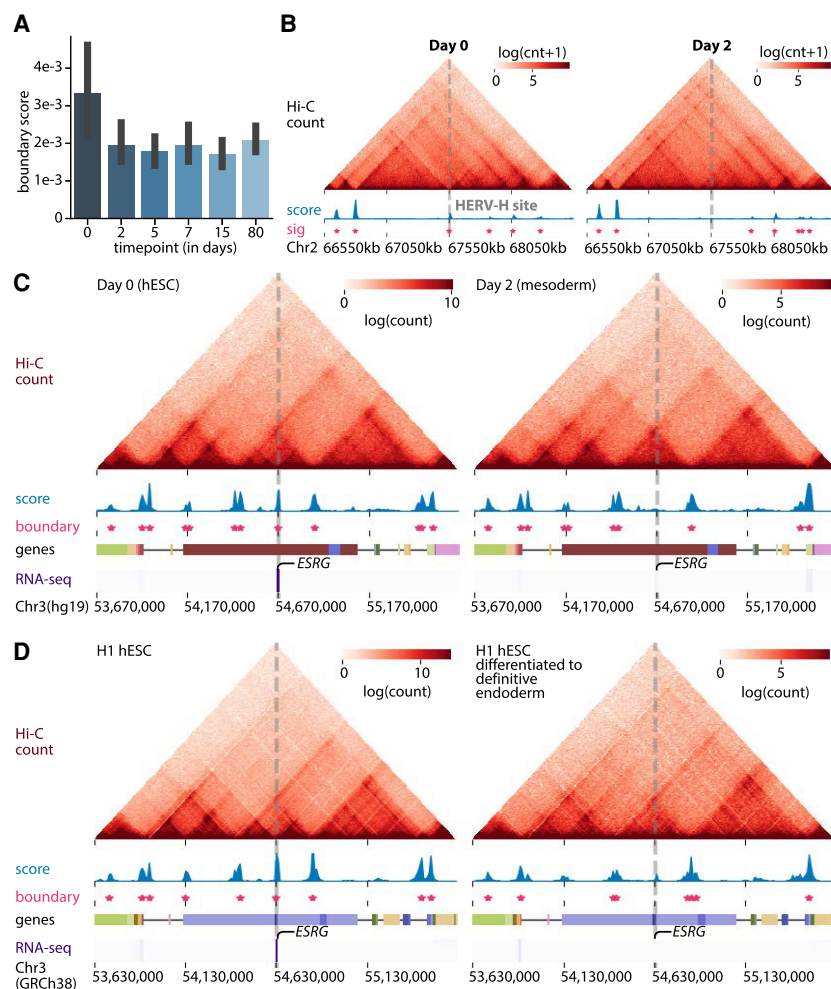 A
boundary score
4e-3
3e-3
2e-3
1e-3
0
0 2 5 7 15 80
timepoint (in days)
B
Day 0
log(cnt+1)
0 5
Day 2
log(cnt+1)
0 5
Hi-C
count
HERV-H site
score
sig
Chr2
66550kb 67050kb 67550kb 68050kb
66550kb 67050kb 67550kb 68050kb
C
Day 0 (hESC)
0 10
log(count)
Day 2 (mesoderm)
0 5
log(count)
Hi-C
count
score
boundary
genes
ESRG
ESRG
RNA-seq
Chr3(hg19)
53,670,000 54,170,000 54,670,000 55,170,000
53,670,000 54,170,000 54,670,000 55,170,000
D
H1 hESC
0 10
log(count)
H1 hESC
differentiated to
definitive
endoderm
0 5
log(count)
Hi-C
count
score
boundary
genes
ESRG
ESRG
RNA-seq
Chr3
(GRCh38)
53,630,000 54,130,000 54,630,000 55,130,000
53,630,000 54,130,000 54,630,000 55,130,000